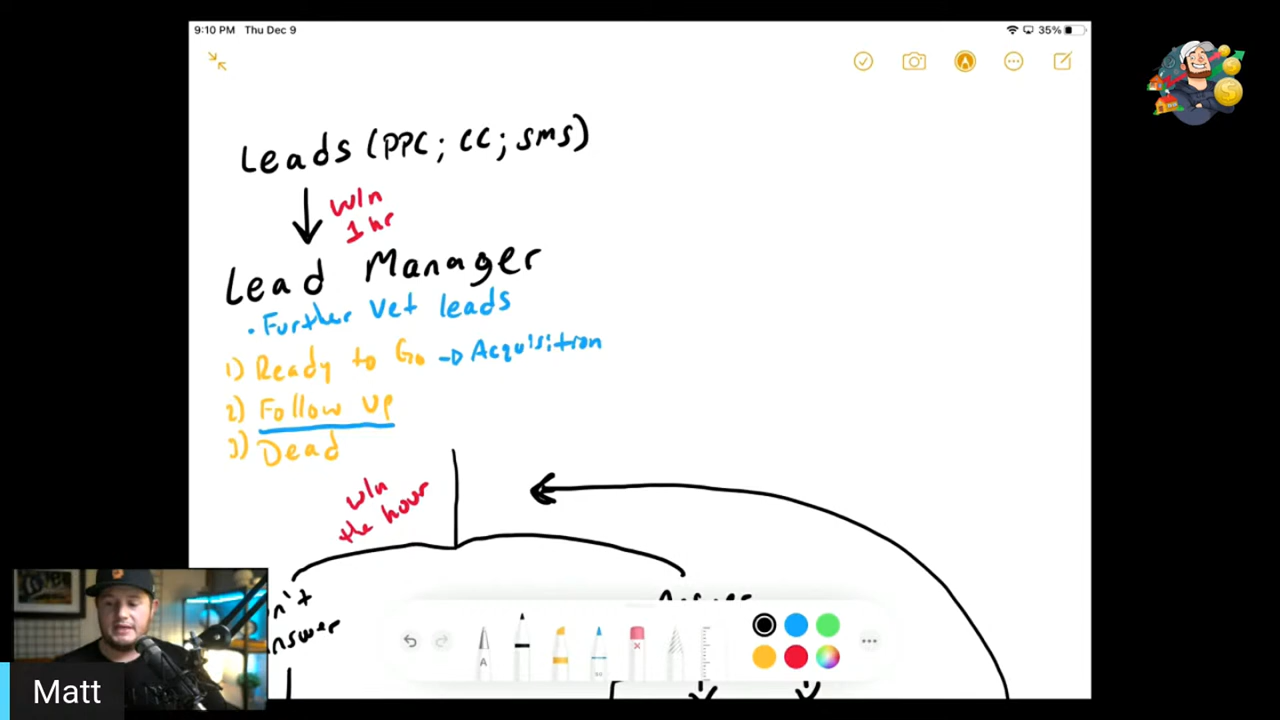 9:10 PM Thu Dec 9
35%
Leads (PPC; CC; SMS)
w/n
1 hr
Lead Manager
• Further Vet leads
1) Ready to Go → Acquisition
2) Follow Up
3) Dead
w/n
the hour
n't
nswer
A
Matt